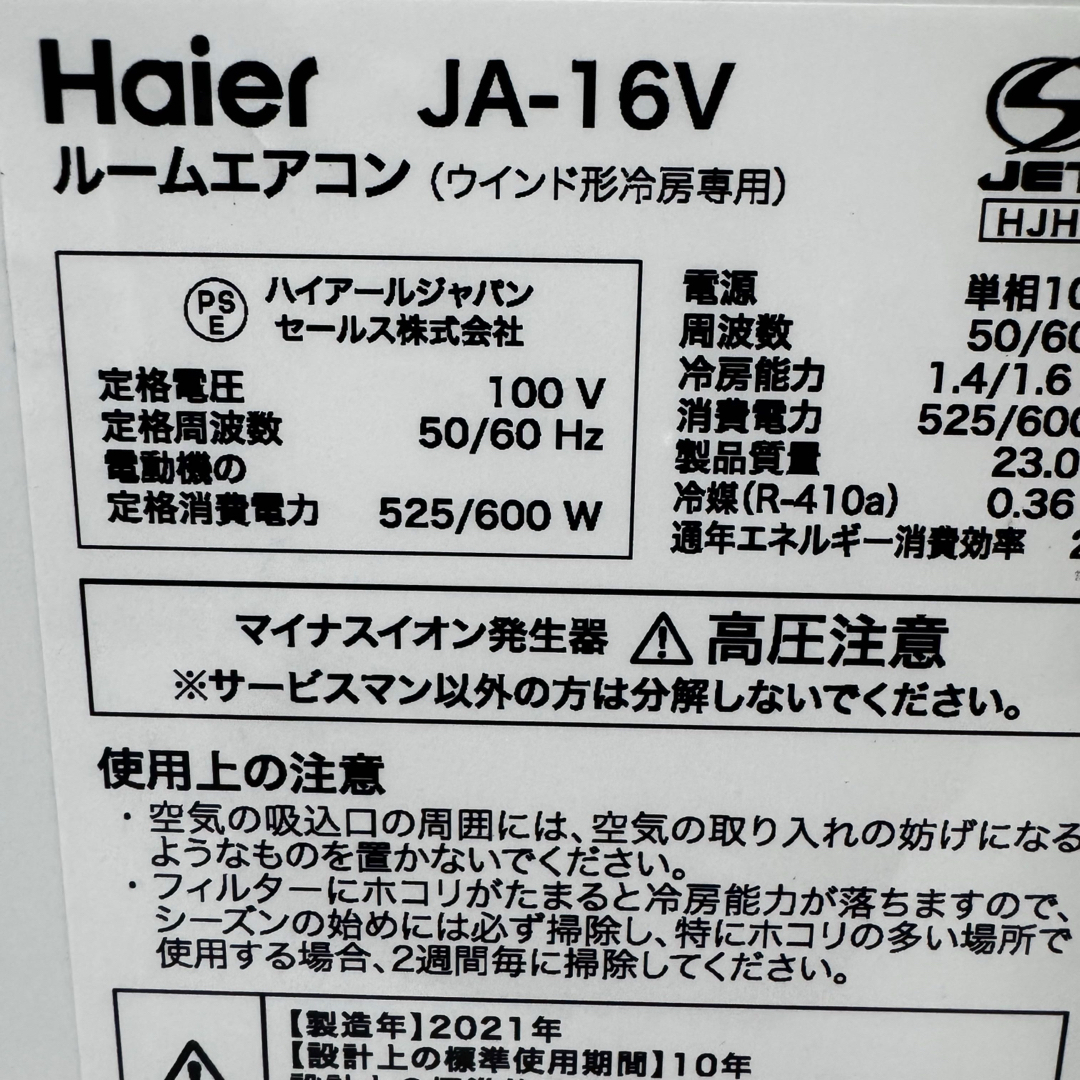 Haier JA-16V
ルームエアコン (ウインド形冷房専用)
JET
HJH
PS
E
ハイアールジャパン
セールス株式会社
定格電圧 100 V
定格周波数 50/60 Hz
電動機の
定格消費電力 525/600 W
電源 単相10
周波数 50/60
冷房能力 1.4/1.6
消費電力 525/600
製品質量 23.0
冷媒(R-410a) 0.36
通年エネルギー消費効率 2
マイナスイオン発生器 高圧注意
※サービスマン以外の方は分解しないでください。
使用上の注意
・空気の吸込口の周囲には、空気の取り入れの妨げになる
ようなものを置かないでください。
・フィルターにホコリがたまると冷房能力が落ちますので、
シーズンの始めには必ず掃除し、特にホコリの多い場所で
使用する場合、2週間毎に掃除してください。
【製造年】2021年
【設計上の標準使用期間】10年